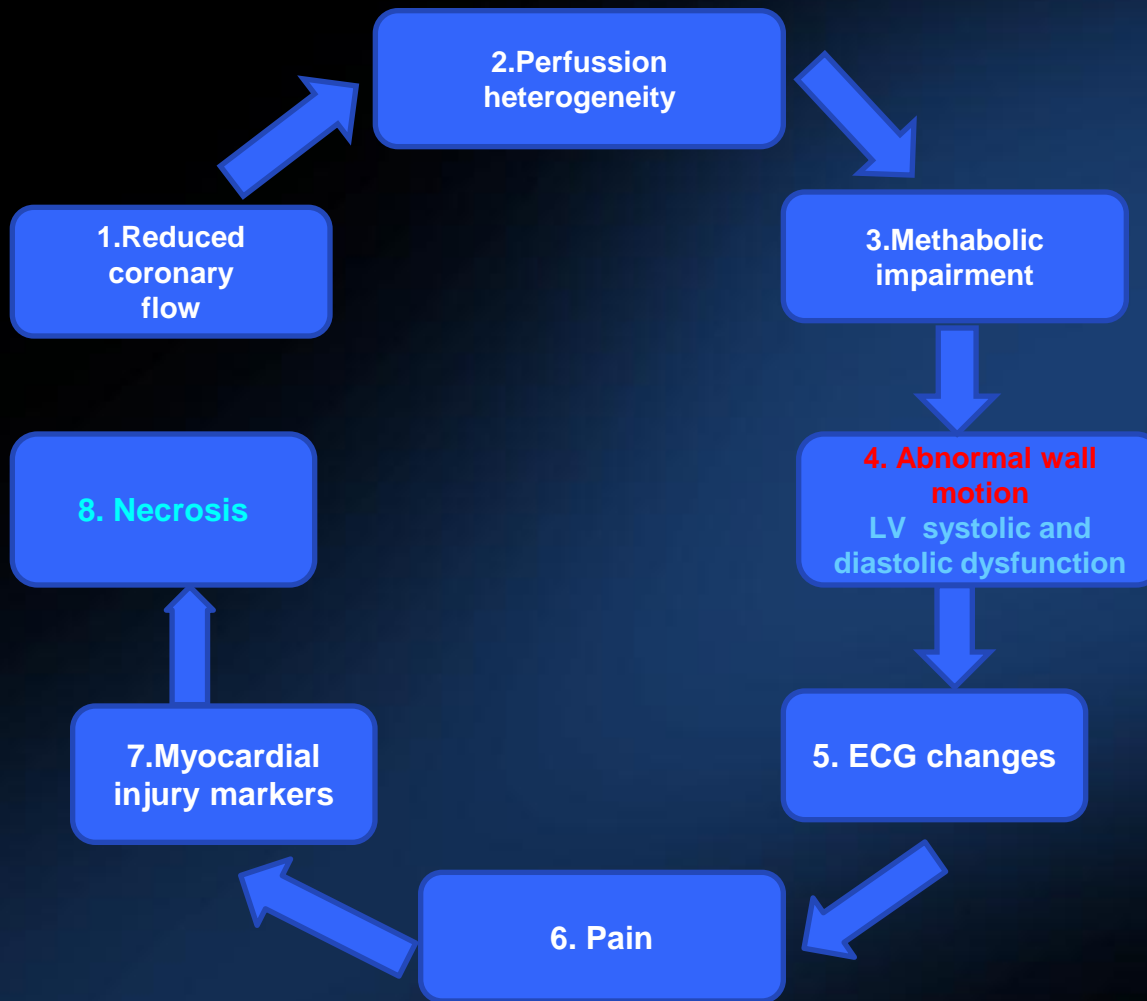 1.Reduced
coronary
flow
2.Perfussion
heterogeneity
3.Methabolic
impairment
4. Abnormal wall
motion
LV systolic and
diastolic dysfunction
5. ECG changes
6. Pain
7.Myocardial
injury markers
8. Necrosis